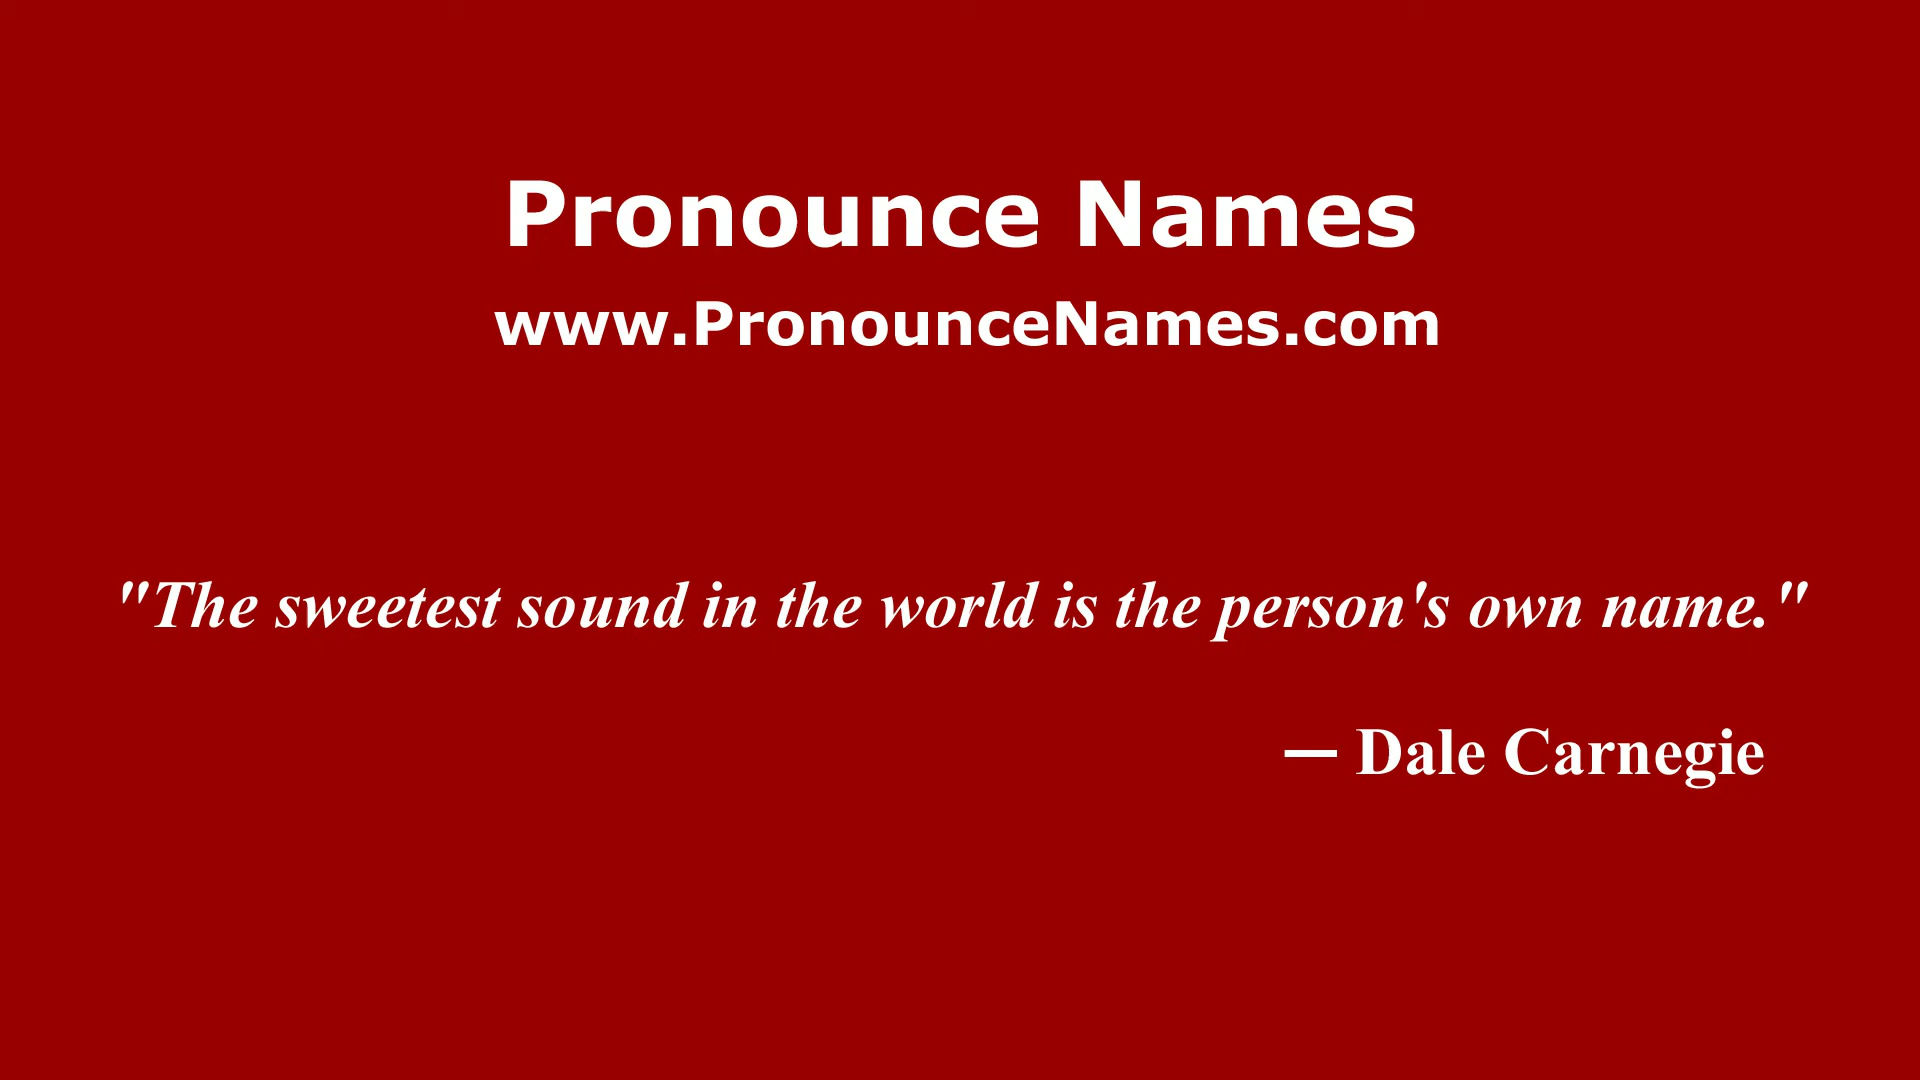 Pronounce Names
www.PronounceNames.com
"The sweetest sound in the world is the person's own name."
— Dale Carnegie